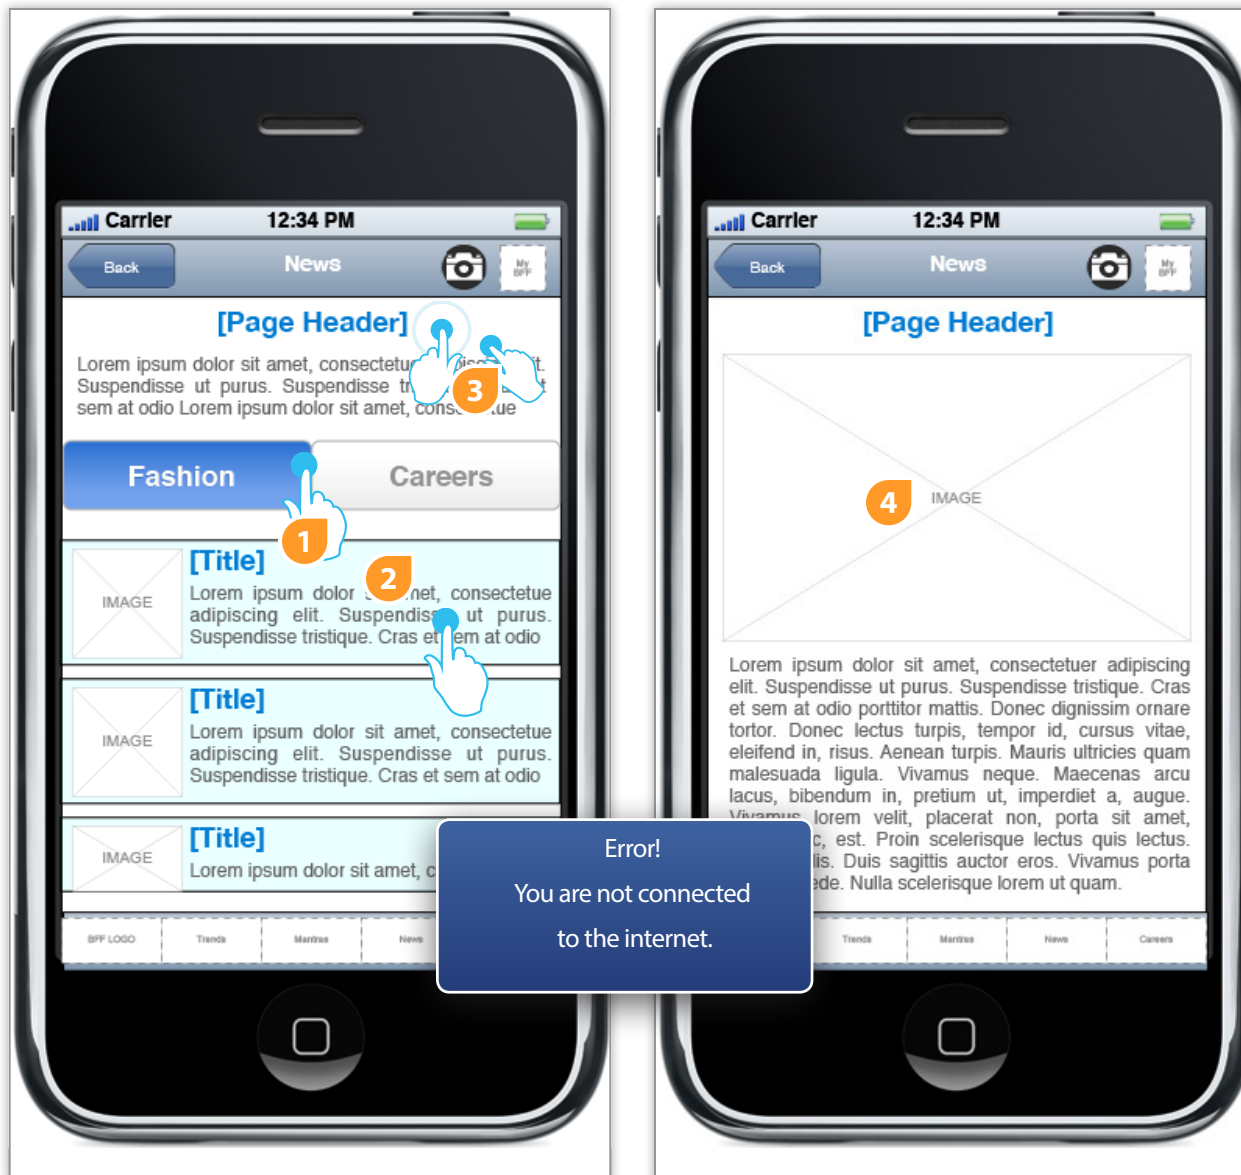 Carrier 12:34 PM
Back News My BFF
[Page Header]
Lorem ipsum dolor sit amet, consectetue
Suspendisse ut purus. Suspendisse
sem at odio Lorem ipsum dolor sit amet,
3
Fashion Careers
1
[Title]
2
IMAGE
Lorem ipsum dolor consectetue
adipiscing elit. Suspendisse ut purus.
Suspendisse tristique. Cras et sem at odio
[Title]
IMAGE
Lorem ipsum dolor sit amet, consectetue
adipiscing elit. Suspendisse ut purus.
Suspendisse tristique. Cras et sem at odio
[Title]
IMAGE
Lorem ipsum dolor sit amet,
BFF LOGO Trends Mantras News
Error!
You are not connected
to the internet.
Carrier 12:34 PM
Back News My BFF
[Page Header]
4
IMAGE
Lorem ipsum dolor sit amet, consectetuer adipiscing
elit. Suspendisse ut purus. Suspendisse tristique. Cras
et sem at odio porttitor mattis. Donec dignissim ornare
tortor. Donec lectus turpis, tempor id, cursus vitae,
eleifend in, risus. Aenean turpis. Mauris ultricies quam
malesuada ligula. Vivamus neque. Maecenas arcu
lacus, bibendum in, pretium ut, imperdiet a, augue.
Vivamus lorem velit, placerat non, porta sit amet,
est. Proin scelerisque lectus quis lectus.
Duis sagittis auctor eros. Vivamus porta
Nulla scelerisque lorem ut quam.
Trends Mantras News Careers